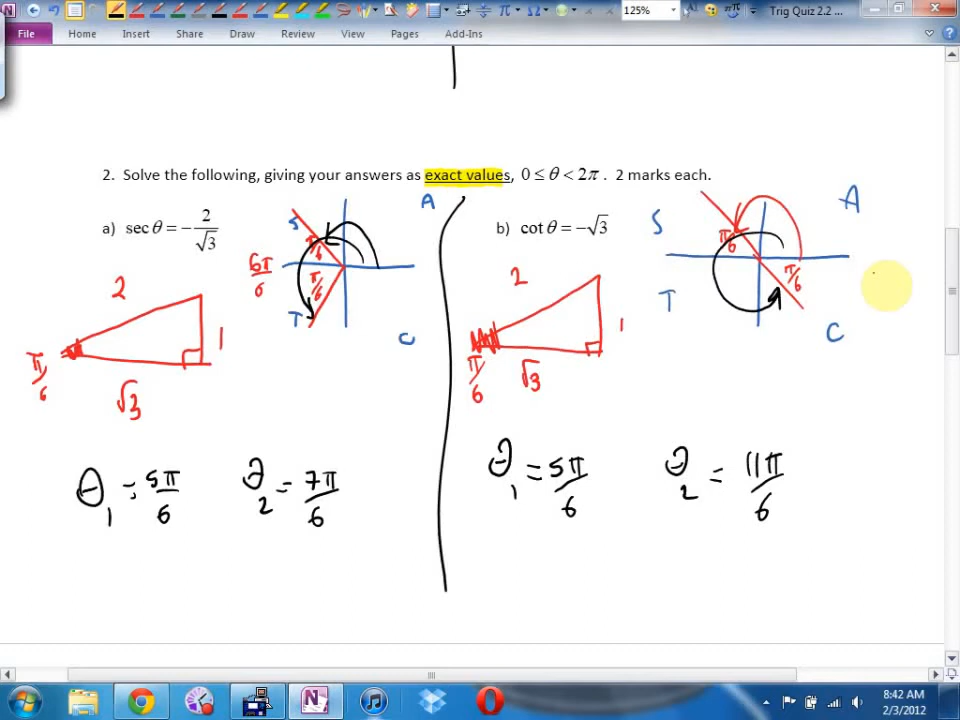 125%
Trig Quiz 2.2 ...
File Home Insert Share Draw Review View Pages Add-Ins
2. Solve the following, giving your answers as exact values, 0 ≤ θ < 2π. 2 marks each.
a) sec θ = -2/√3
S A
π/6
6π/6
π/6
T C
2
1
π/6
√3
θ₁ = 5π/6 θ₂ = 7π/6
b) cot θ = -√3
S A
π/6
π/6
T C
2
1
π/6
√3
θ₁ = 5π/6 θ₂ = 11π/6
8:42 AM
2/3/2012